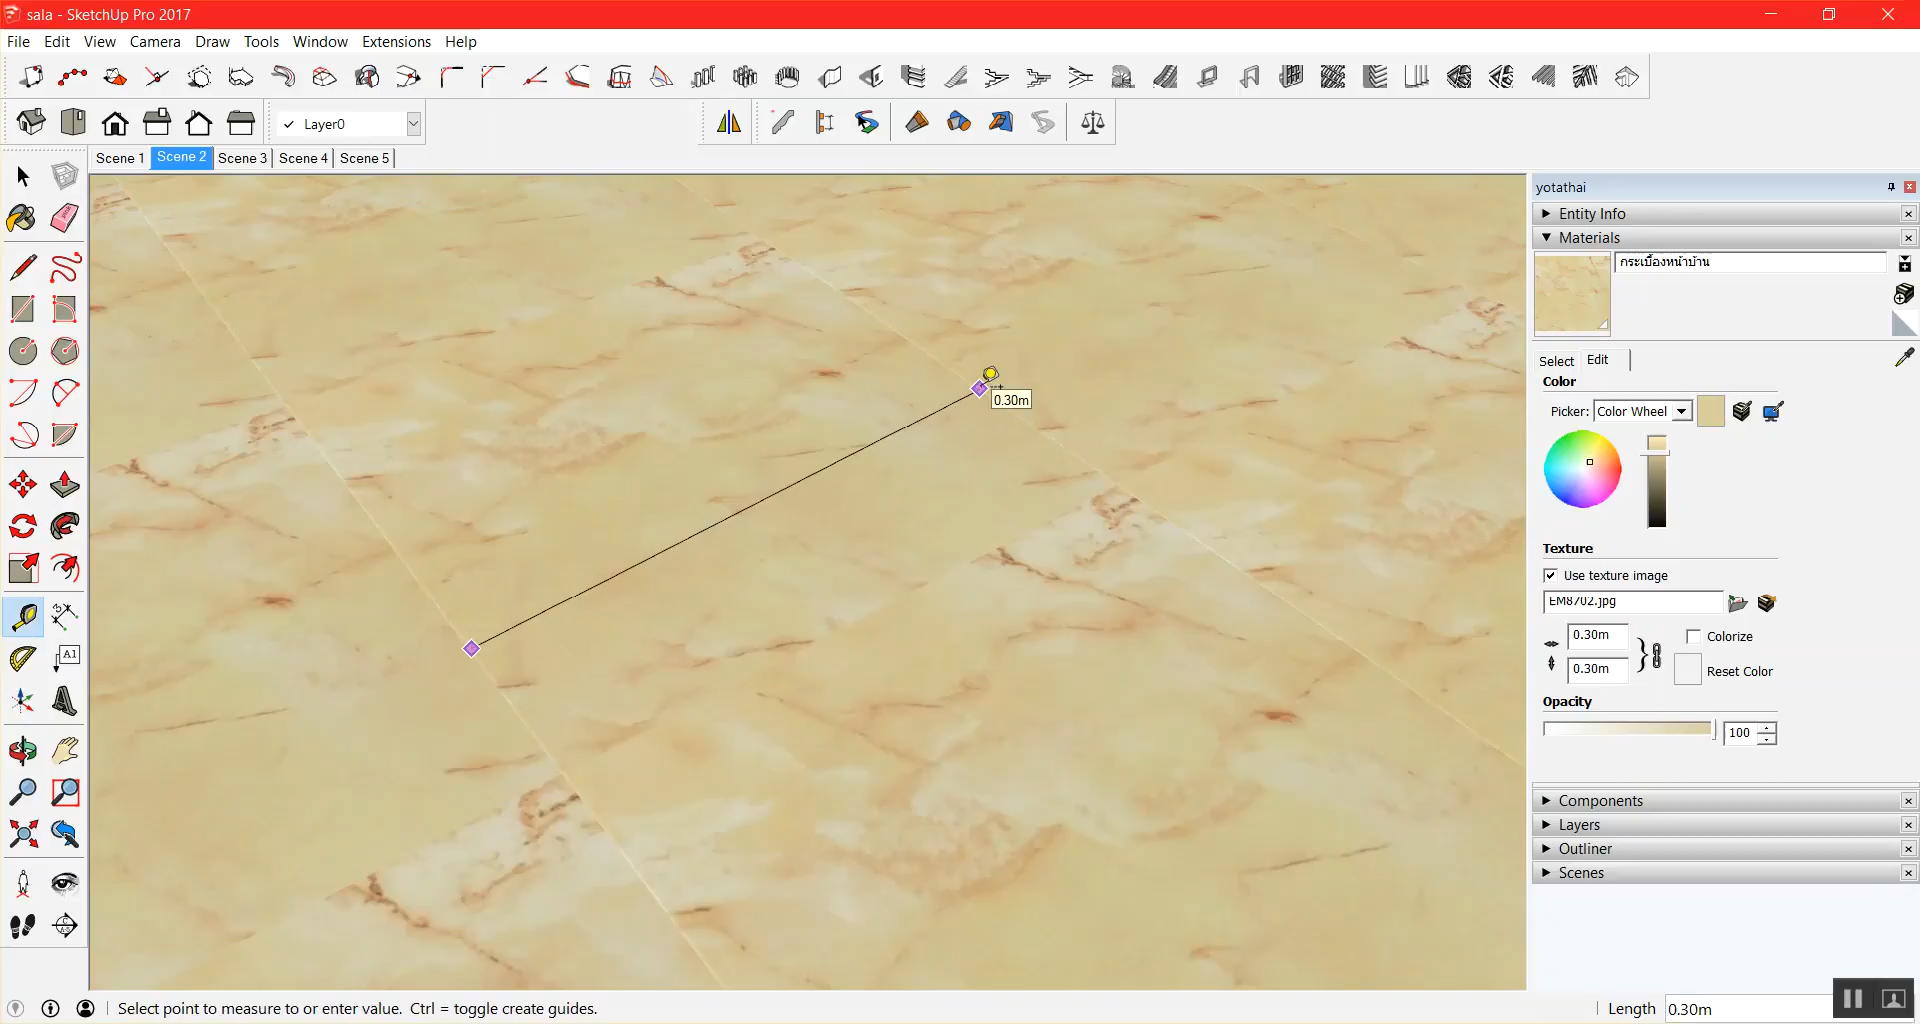 sala - SketchUp Pro 2017
File Edit View Camera Draw Tools Window Extensions Help
Layer0
Scene 1 Scene 2 Scene 3 Scene 4 Scene 5
yotathai
Entity Info
Materials
กระเบื้องหน้าบ้าน
Select Edit
Color
Picker: Color Wheel
Texture
Use texture image
EM8702.jpg
0.30m
Colorize
0.30m
Reset Color
Opacity
100
Components
Layers
Outliner
Scenes
0.30m
A1
Select point to measure to or enter value. Ctrl = toggle create guides.
Length 0.30m